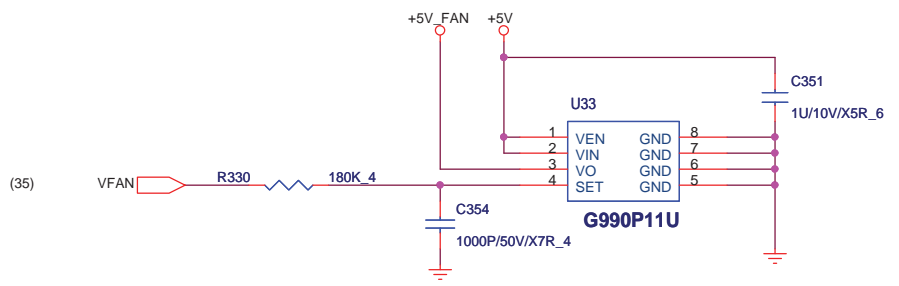 +5V_FAN +5V
C351
1U/10V/X5R_6
U33
1 VEN GND 8
2 VIN GND 7
3 VO GND 6
4 SET GND 5
G990P11U
(35) VFAN R330 180K_4
C354
1000P/50V/X7R_4